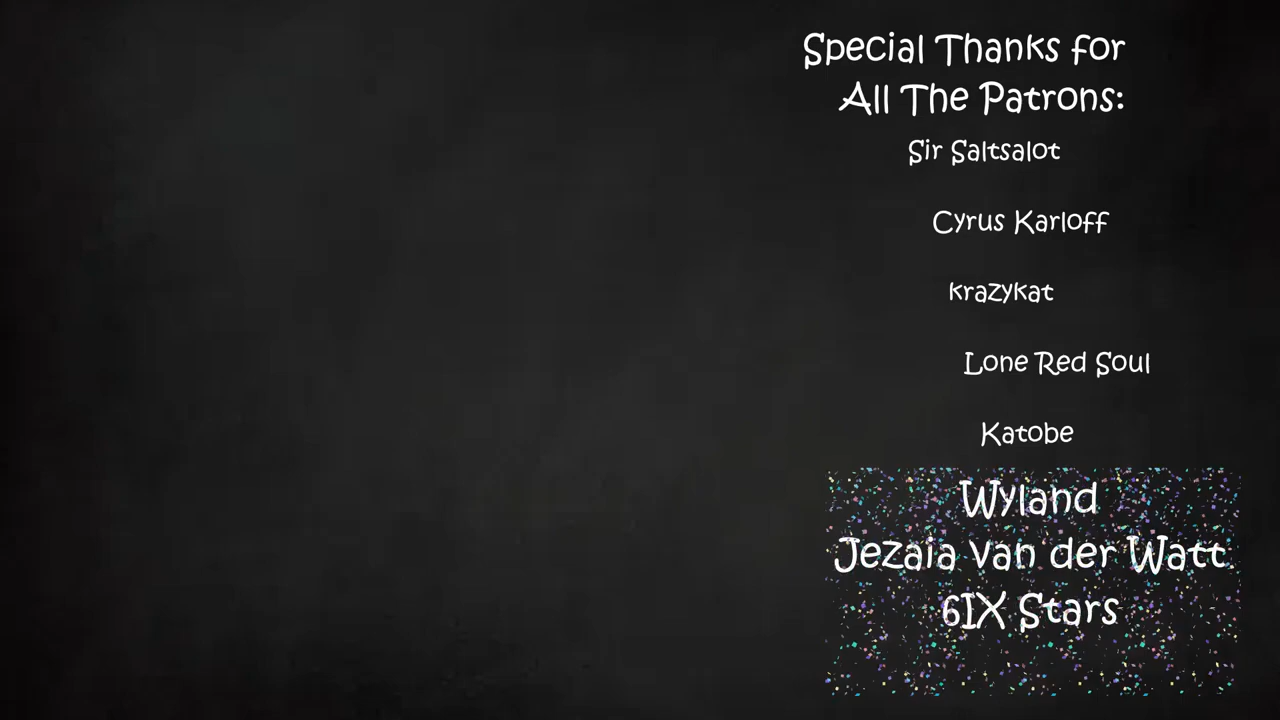 Special Thanks for
All The Patrons:
Sir Saltsalot
Cyrus Karloff
krazykat
Lone Red Soul
Katobe
Wyland
Jezaia van der Watt
6IX Stars